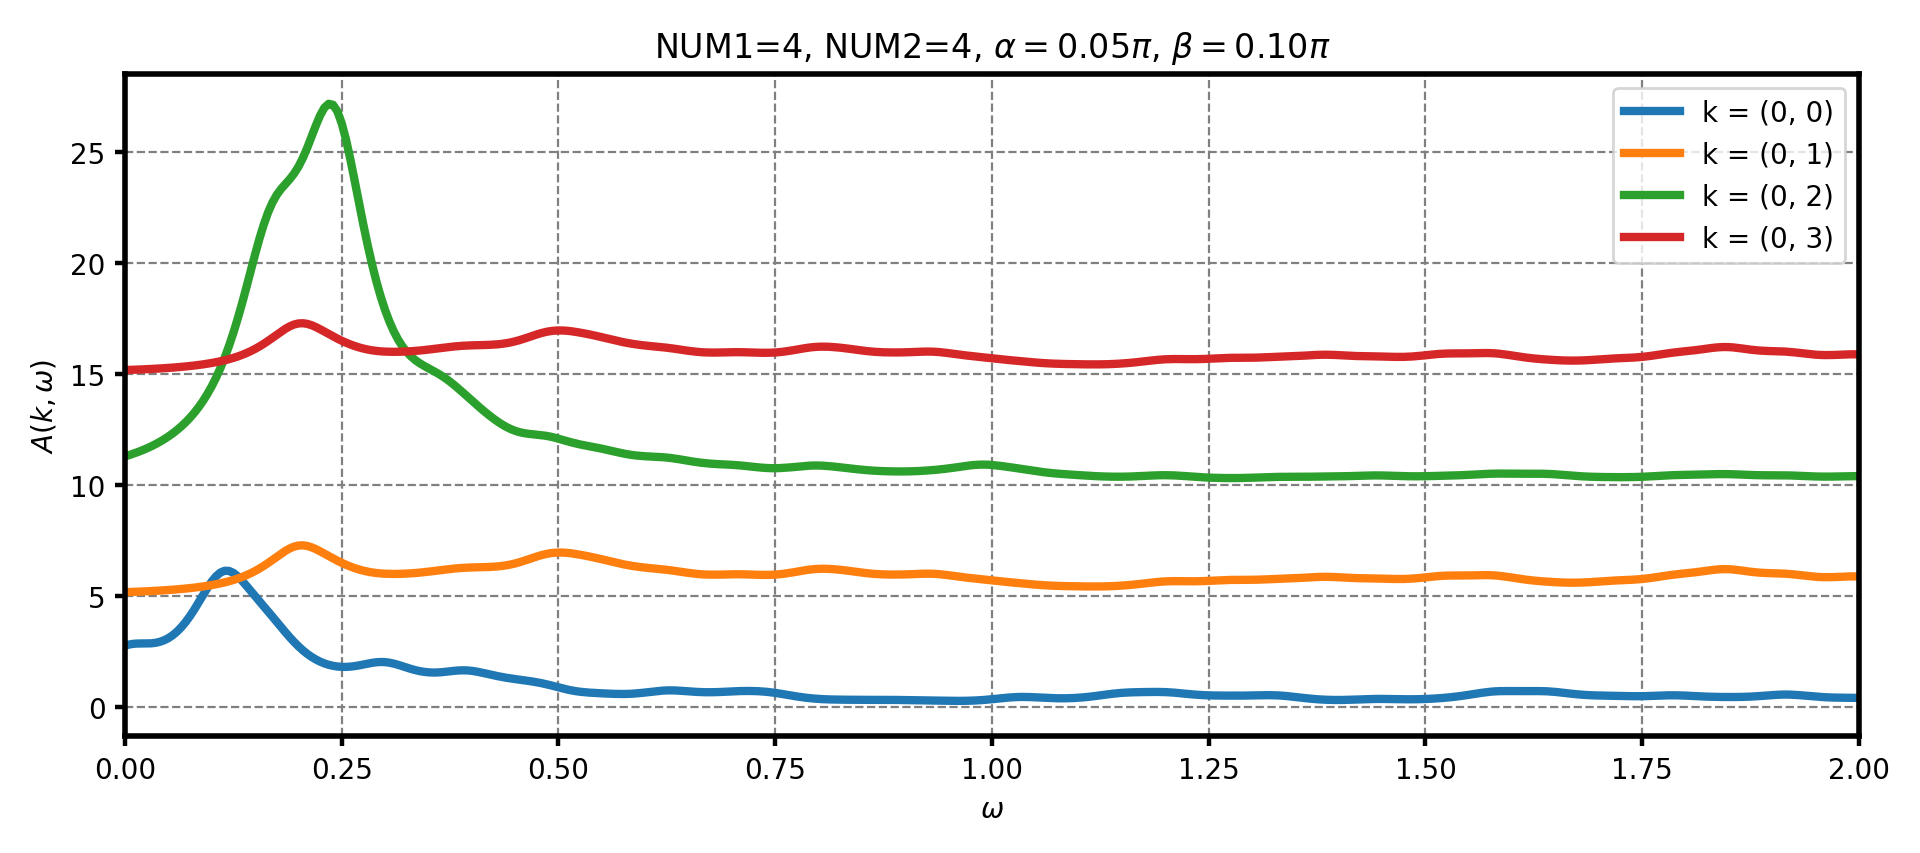 NUM1=4, NUM2=4, α = 0.05π, β = 0.10π
k = (0, 0)
k = (0, 1)
k = (0, 2)
k = (0, 3)
A(k, ω)
25
20
15
10
5
0
0.00 0.25 0.50 0.75 1.00 1.25 1.50 1.75 2.00
ω